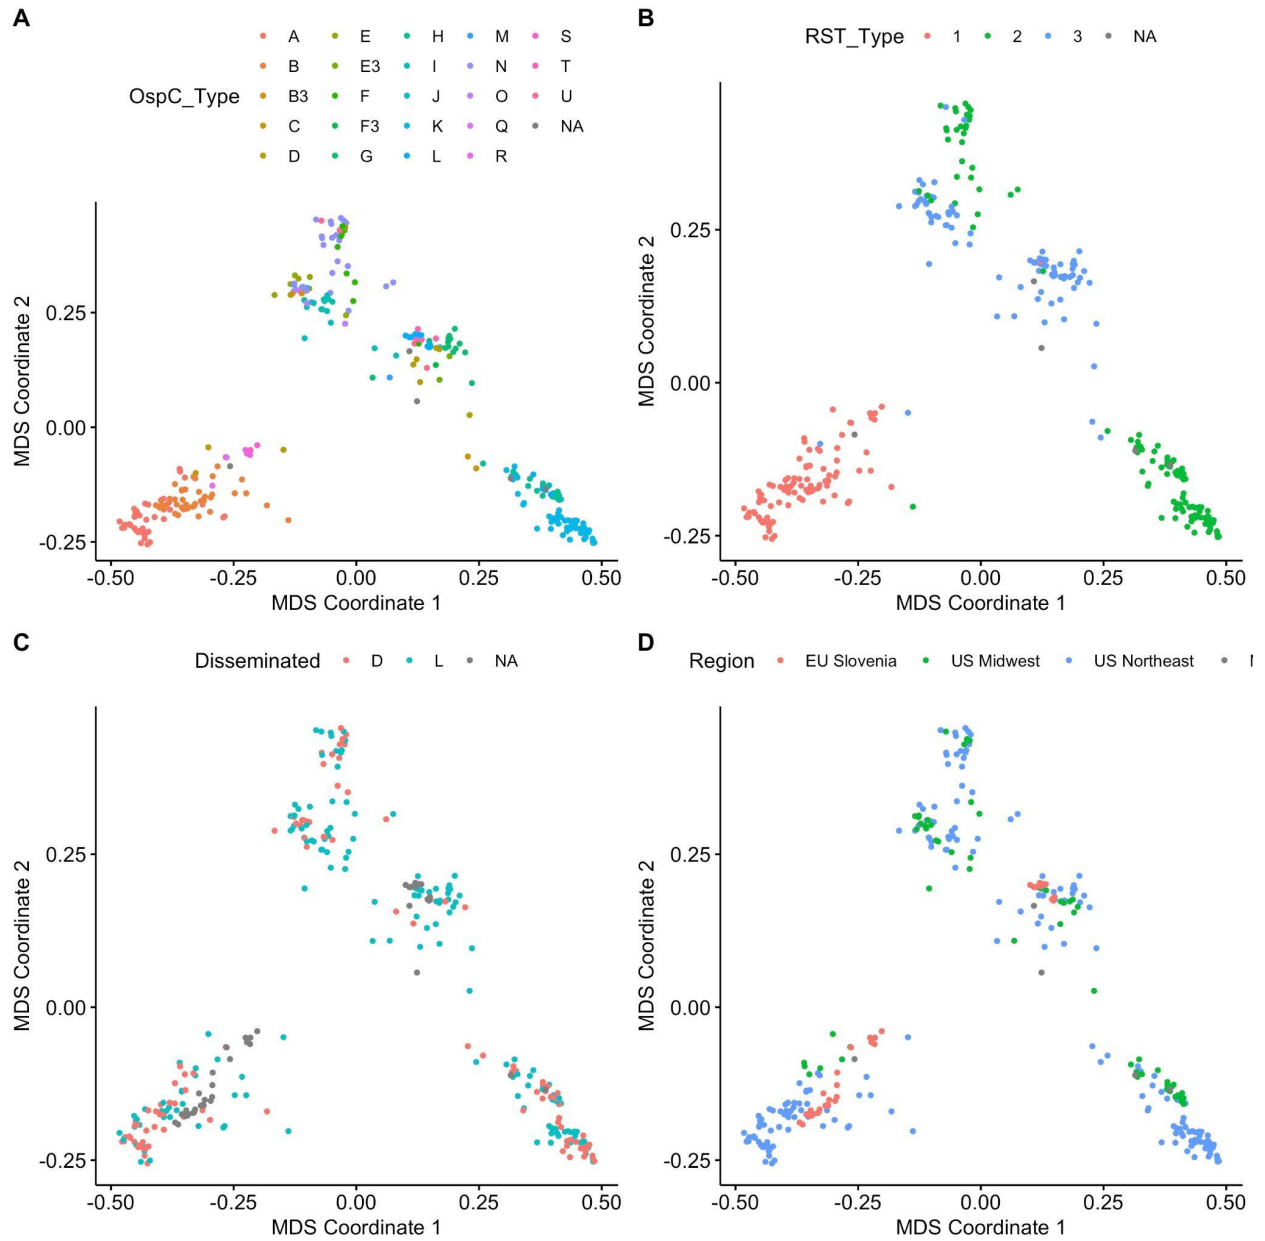 A
A E H M S
B E3 I N T
OspC_Type B3 F J O U
C F3 K Q NA
D G L R
0.25
0.00
-0.25
-0.50 -0.25 0.00 0.25 0.50
MDS Coordinate 1
MDS Coordinate 2
B
RST_Type 1 2 3 NA
0.25
0.00
-0.25
-0.50 -0.25 0.00 0.25 0.50
MDS Coordinate 1
MDS Coordinate 2
C
Disseminated D L NA
0.25
0.00
-0.25
-0.50 -0.25 0.00 0.25 0.50
MDS Coordinate 1
MDS Coordinate 2
D
Region EU Slovenia US Midwest US Northeast
0.25
0.00
-0.25
-0.50 -0.25 0.00 0.25 0.50
MDS Coordinate 1
MDS Coordinate 2